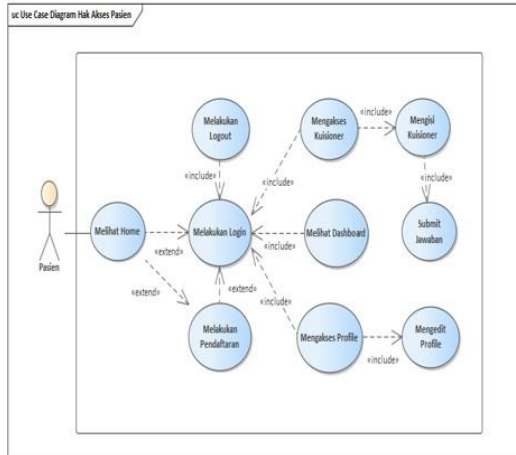 uc Use Case Diagram Hak Akses Pasien
Melakukan
Logout
Mengakses
Kuisioner
«include»
Mengisi
Kuisioner
«include»
«include»
«include»
Pasien
Melihat Home
«extend»
Melakukan Login
«include»
Melihat Dashboard
Submit
Jawaban
«extend»
«extend»
«include»
Melakukan
Pendaftaran
Mengakses Profile
«include»
Mengedit
Profile